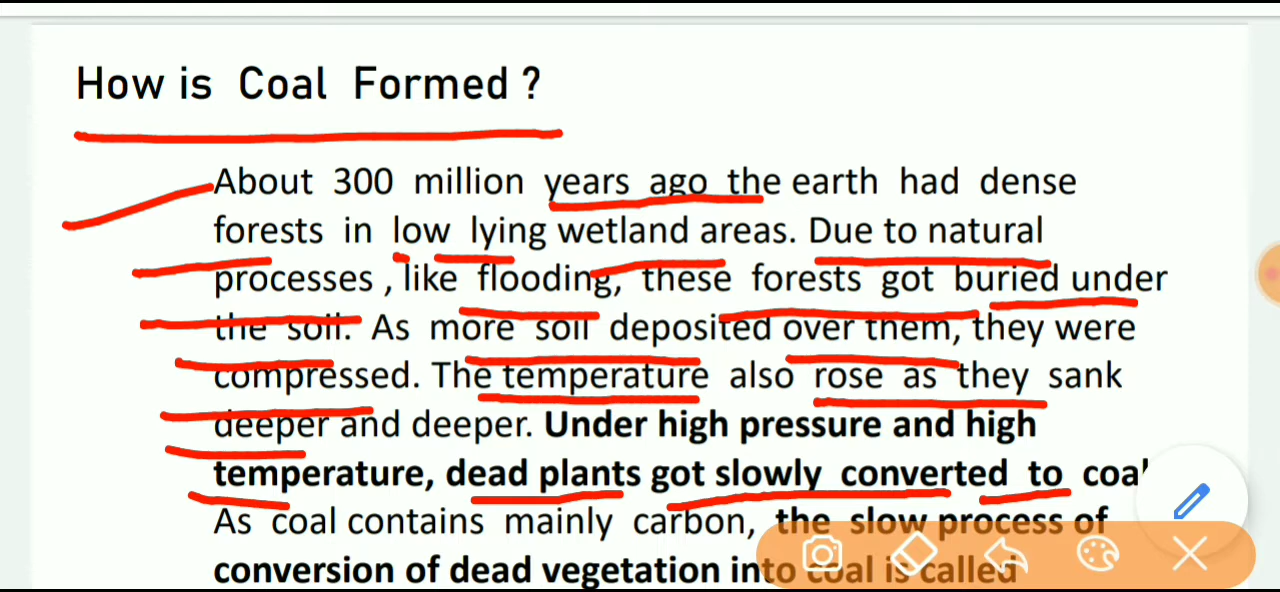 How is Coal Formed ?
About 300 million years ago the earth had dense
forests in low lying wetland areas. Due to natural
processes , like flooding, these forests got buried under
the soil. As more soil deposited over them, they were
compressed. The temperature also rose as they sank
deeper and deeper. Under high pressure and high
temperature, dead plants got slowly converted to coal
As coal contains mainly carbon, the slow process of
conversion of dead vegetation into coal is called